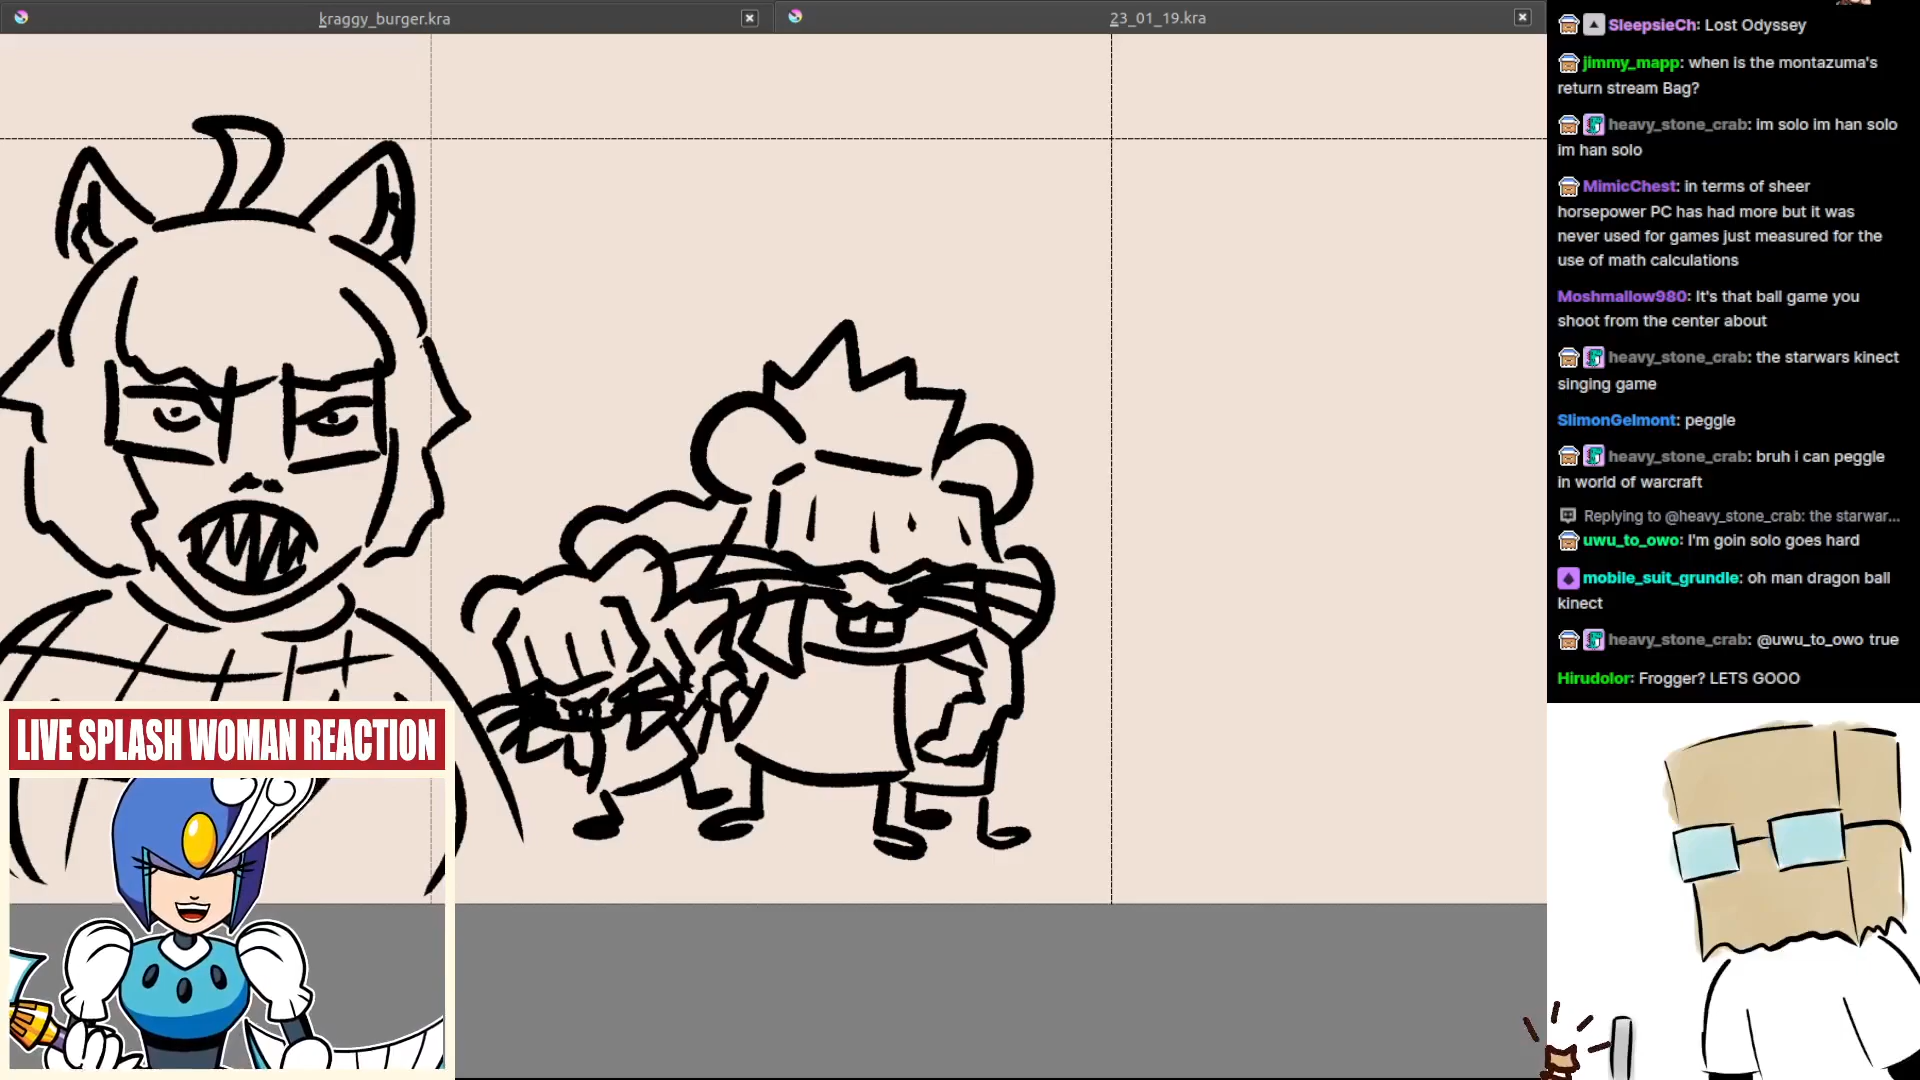 kraggy_burger.kra
23_01_19.kra
SleepsieCh: Lost Odyssey
jimmy_mapp: when is the montazuma's
return stream Bag?
heavy_stone_crab: im solo im han solo
im han solo
MimicChest: in terms of sheer
horsepower PC has had more but it was
never used for games just measured for the
use of math calculations
Moshmallow980: It's that ball game you
shoot from the center about
heavy_stone_crab: the starwars kinect
singing game
SlimonGelmont: peggle
heavy_stone_crab: bruh i can peggle
in world of warcraft
Replying to @heavy_stone_crab: the starwar...
uwu_to_owo: I'm goin solo goes hard
mobile_suit_grundle: oh man dragon ball
kinect
heavy_stone_crab: @uwu_to_owo true
Hirudolor: Frogger? LETS GOOO
LIVE SPLASH WOMAN REACTION